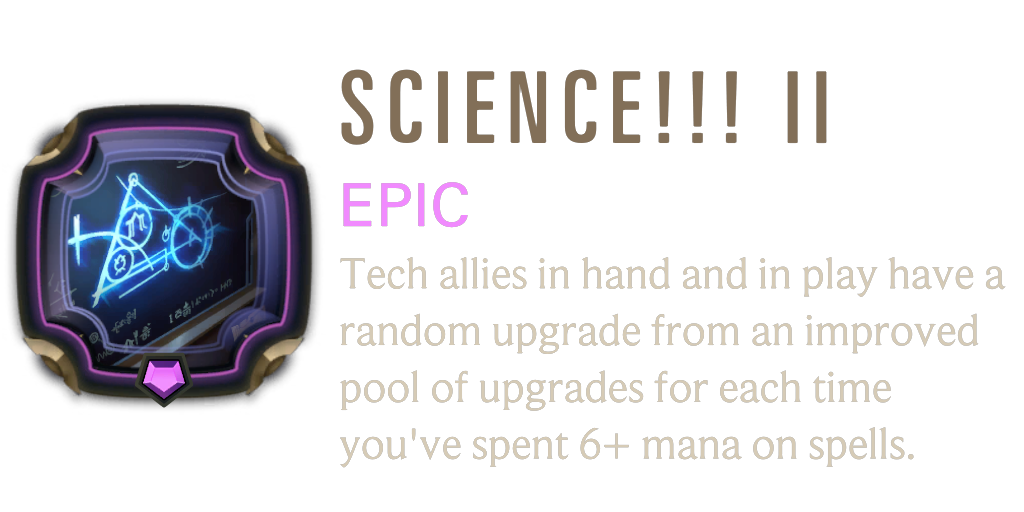 SCIENCE!!! II
EPIC
Tech allies in hand and in play have a
random upgrade from an improved
pool of upgrades for each time
you've spent 6+ mana on spells.